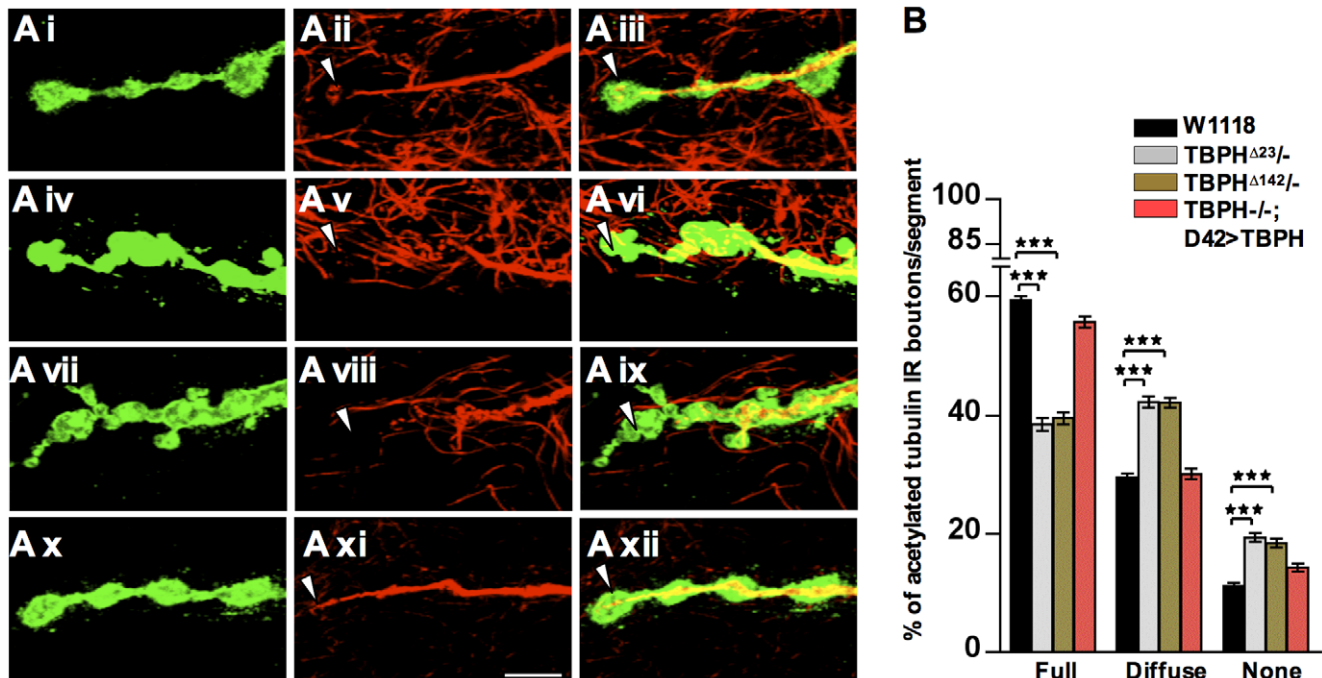 A i
A ii
A iii
A iv
A v
A vi
A vii
A viii
A ix
A x
A xi
A xii
B
W1118
TBPH^Δ23/-
TBPH^Δ142/-
TBPH-/-;
D42>TBPH
% of acetylated tubulin IR boutons/segment
100
85
60
40
20
0
★★★
★★★
★★★
★★★
★★★
★★★
Full
Diffuse
None